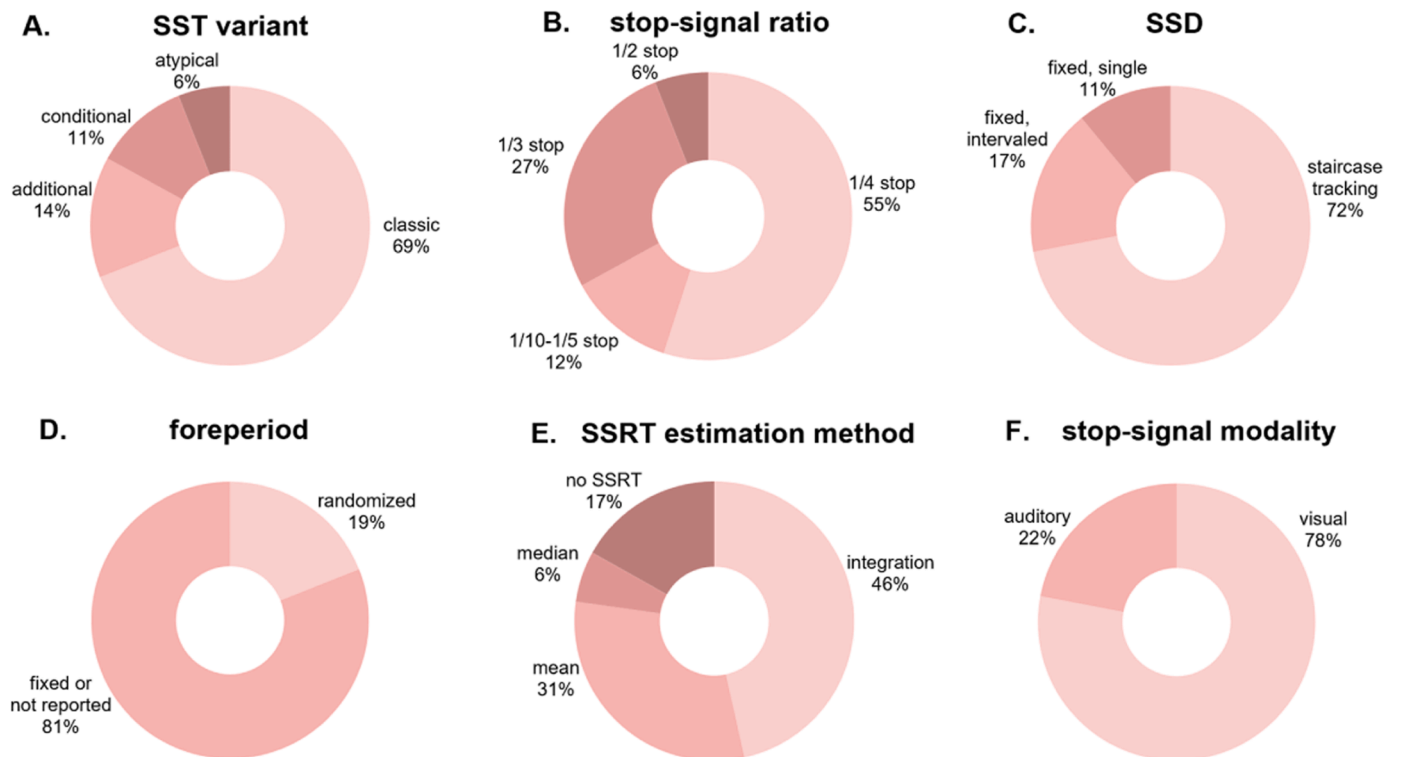 A. SST variant
atypical
6%
conditional
11%
additional
14%
classic
69%
B. stop-signal ratio
1/2 stop
6%
1/3 stop
27%
1/4 stop
55%
1/10-1/5 stop
12%
C. SSD
fixed, single
11%
fixed,
intervaled
17%
staircase
tracking
72%
D. foreperiod
randomized
19%
fixed or
not reported
81%
E. SSRT estimation method
no SSRT
17%
median
6%
integration
46%
mean
31%
F. stop-signal modality
auditory
22%
visual
78%